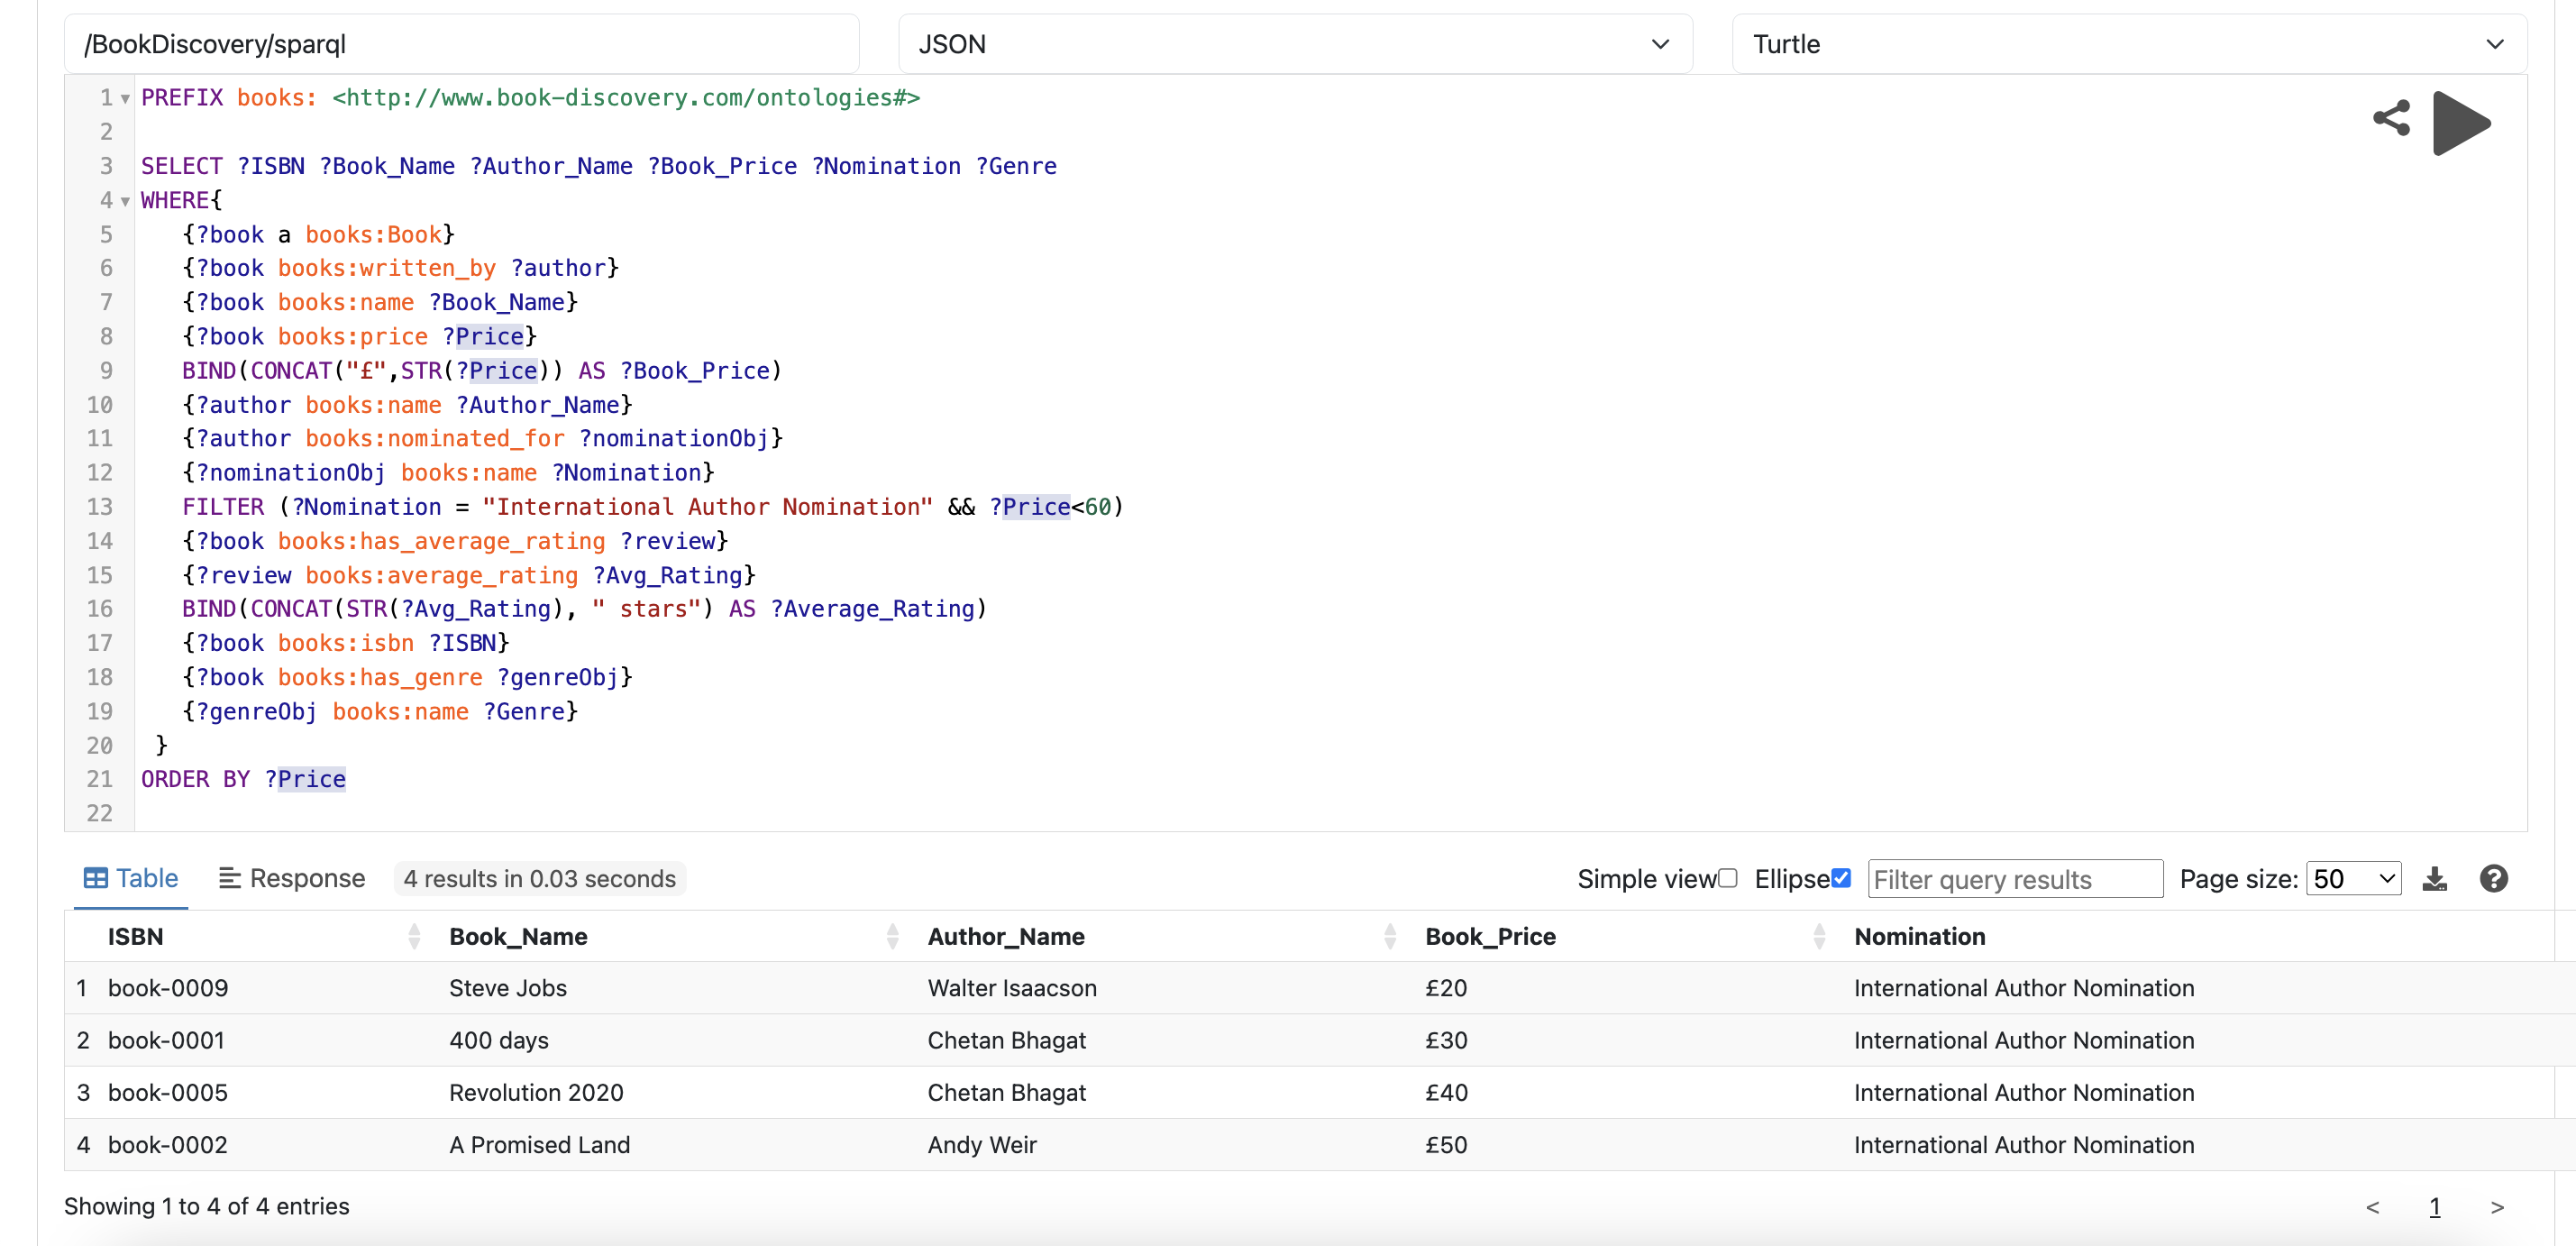 /BookDiscovery/sparql JSON Turtle
1 PREFIX books: <http://www.book-discovery.com/ontologies#>
2
3 SELECT ?ISBN ?Book_Name ?Author_Name ?Book_Price ?Nomination ?Genre
4 WHERE{
5 {?book a books:Book}
6 {?book books:written_by ?author}
7 {?book books:name ?Book_Name}
8 {?book books:price ?Price}
9 BIND(CONCAT("£",STR(?Price)) AS ?Book_Price)
10 {?author books:name ?Author_Name}
11 {?author books:nominated_for ?nominationObj}
12 {?nominationObj books:name ?Nomination}
13 FILTER (?Nomination = "International Author Nomination" && ?Price<60)
14 {?book books:has_average_rating ?review}
15 {?review books:average_rating ?Avg_Rating}
16 BIND(CONCAT(STR(?Avg_Rating), " stars") AS ?Average_Rating)
17 {?book books:isbn ?ISBN}
18 {?book books:has_genre ?genreObj}
19 {?genreObj books:name ?Genre}
20 }
21 ORDER BY ?Price
22
Table Response 4 results in 0.03 seconds Simple view Ellipse Filter query results Page size: 50
ISBN Book_Name Author_Name Book_Price Nomination
1 book-0009 Steve Jobs Walter Isaacson £20 International Author Nomination
2 book-0001 400 days Chetan Bhagat £30 International Author Nomination
3 book-0005 Revolution 2020 Chetan Bhagat £40 International Author Nomination
4 book-0002 A Promised Land Andy Weir £50 International Author Nomination
Showing 1 to 4 of 4 entries < 1 >